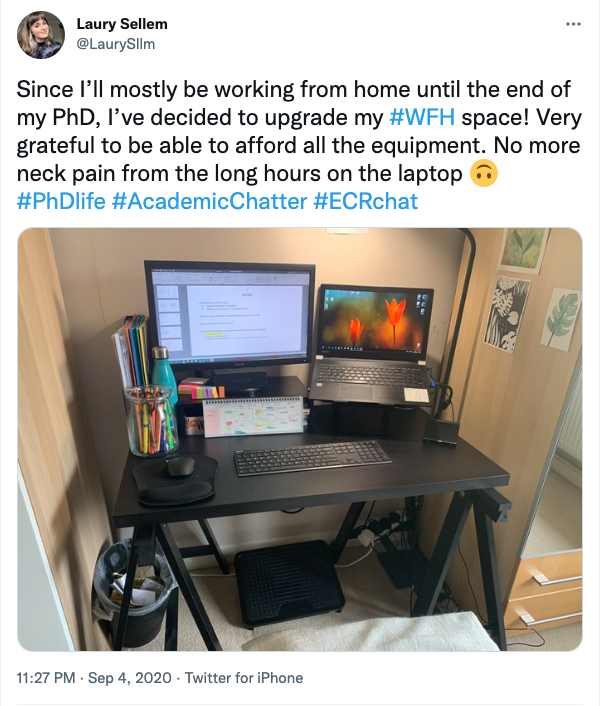 Laury Sellem
@LaurySllm
Since I’ll mostly be working from home until the end of
my PhD, I’ve decided to upgrade my #WFH space! Very
grateful to be able to afford all the equipment. No more
neck pain from the long hours on the laptop 🙃
#PhDlife #AcademicChatter #ECRchat
11:27 PM · Sep 4, 2020 · Twitter for iPhone